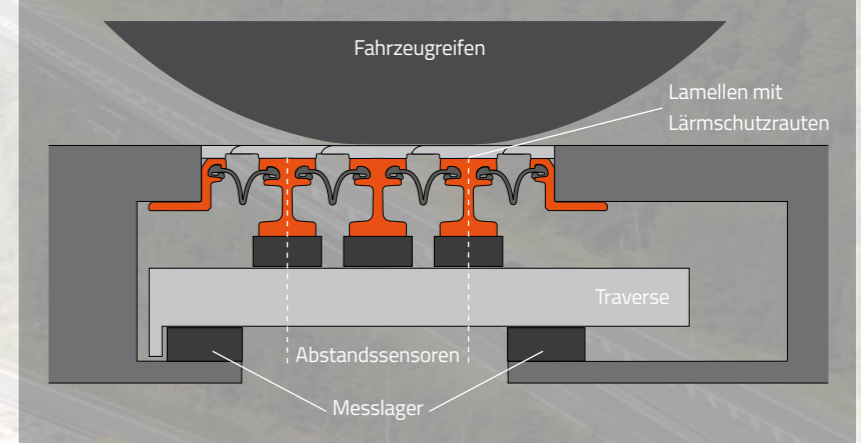 Fahrzeugreifen
Lamellen mit
Lärmschutzrauten
Traverse
Abstandssensoren
Messlager